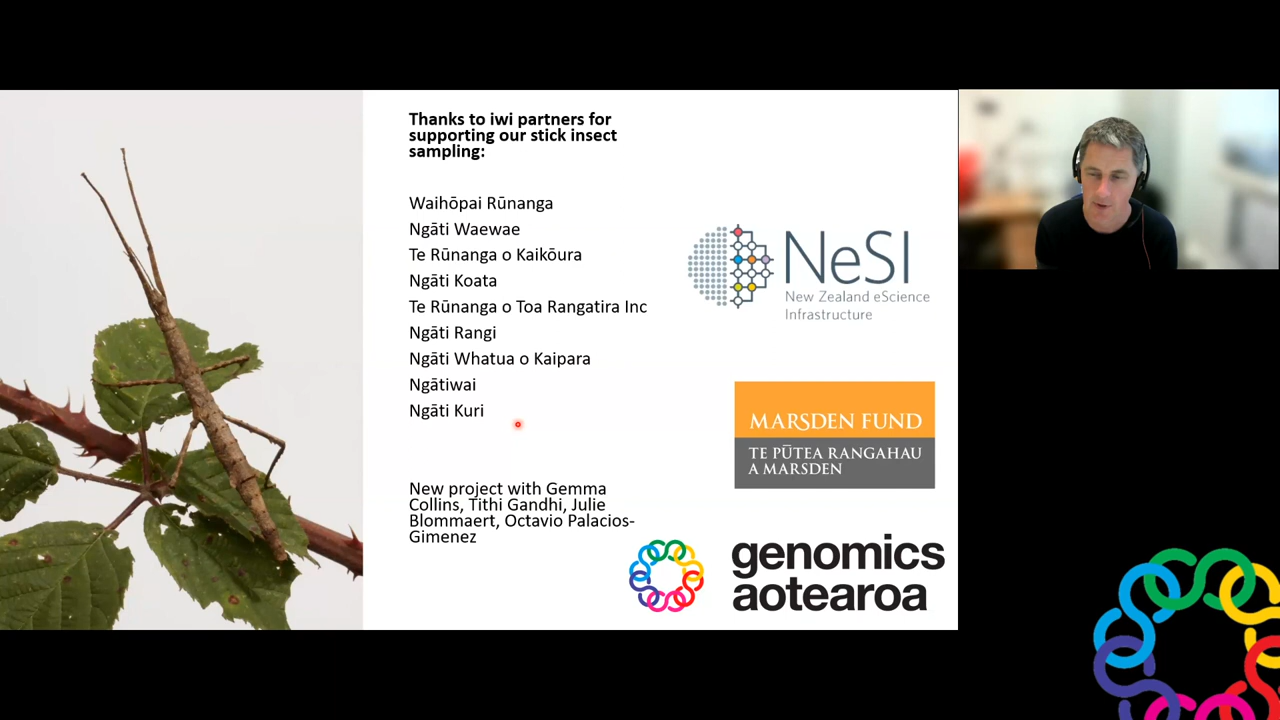 Thanks to iwi partners for
supporting our stick insect
sampling:
Waihōpai Rūnanga
Ngāti Waewae
Te Rūnanga o Kaikōura
Ngāti Koata
Te Rūnanga o Toa Rangatira Inc
Ngāti Rangi
Ngāti Whatua o Kaipara
Ngātiwai
Ngāti Kuri
New project with Gemma
Collins, Tithi Gandhi, Julie
Blommaert, Octavio Palacios-
Gimenez
NeSI
New Zealand eScience
Infrastructure
MARSDEN FUND
TE PŪTEA RANGAHAU
A MARSDEN
genomics
aotearoa